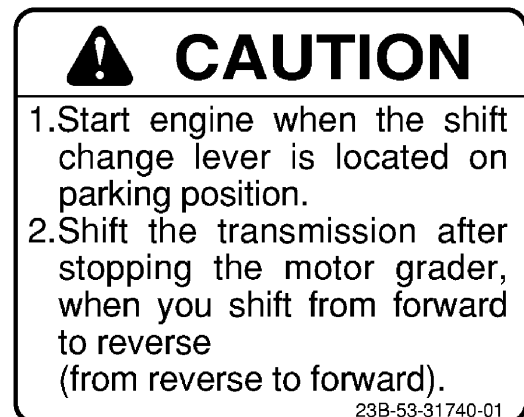 CAUTION
1.Start engine when the shift
change lever is located on
parking position.
2.Shift the transmission after
stopping the motor grader,
when you shift from forward
to reverse
(from reverse to forward).
23B-53-31740-01